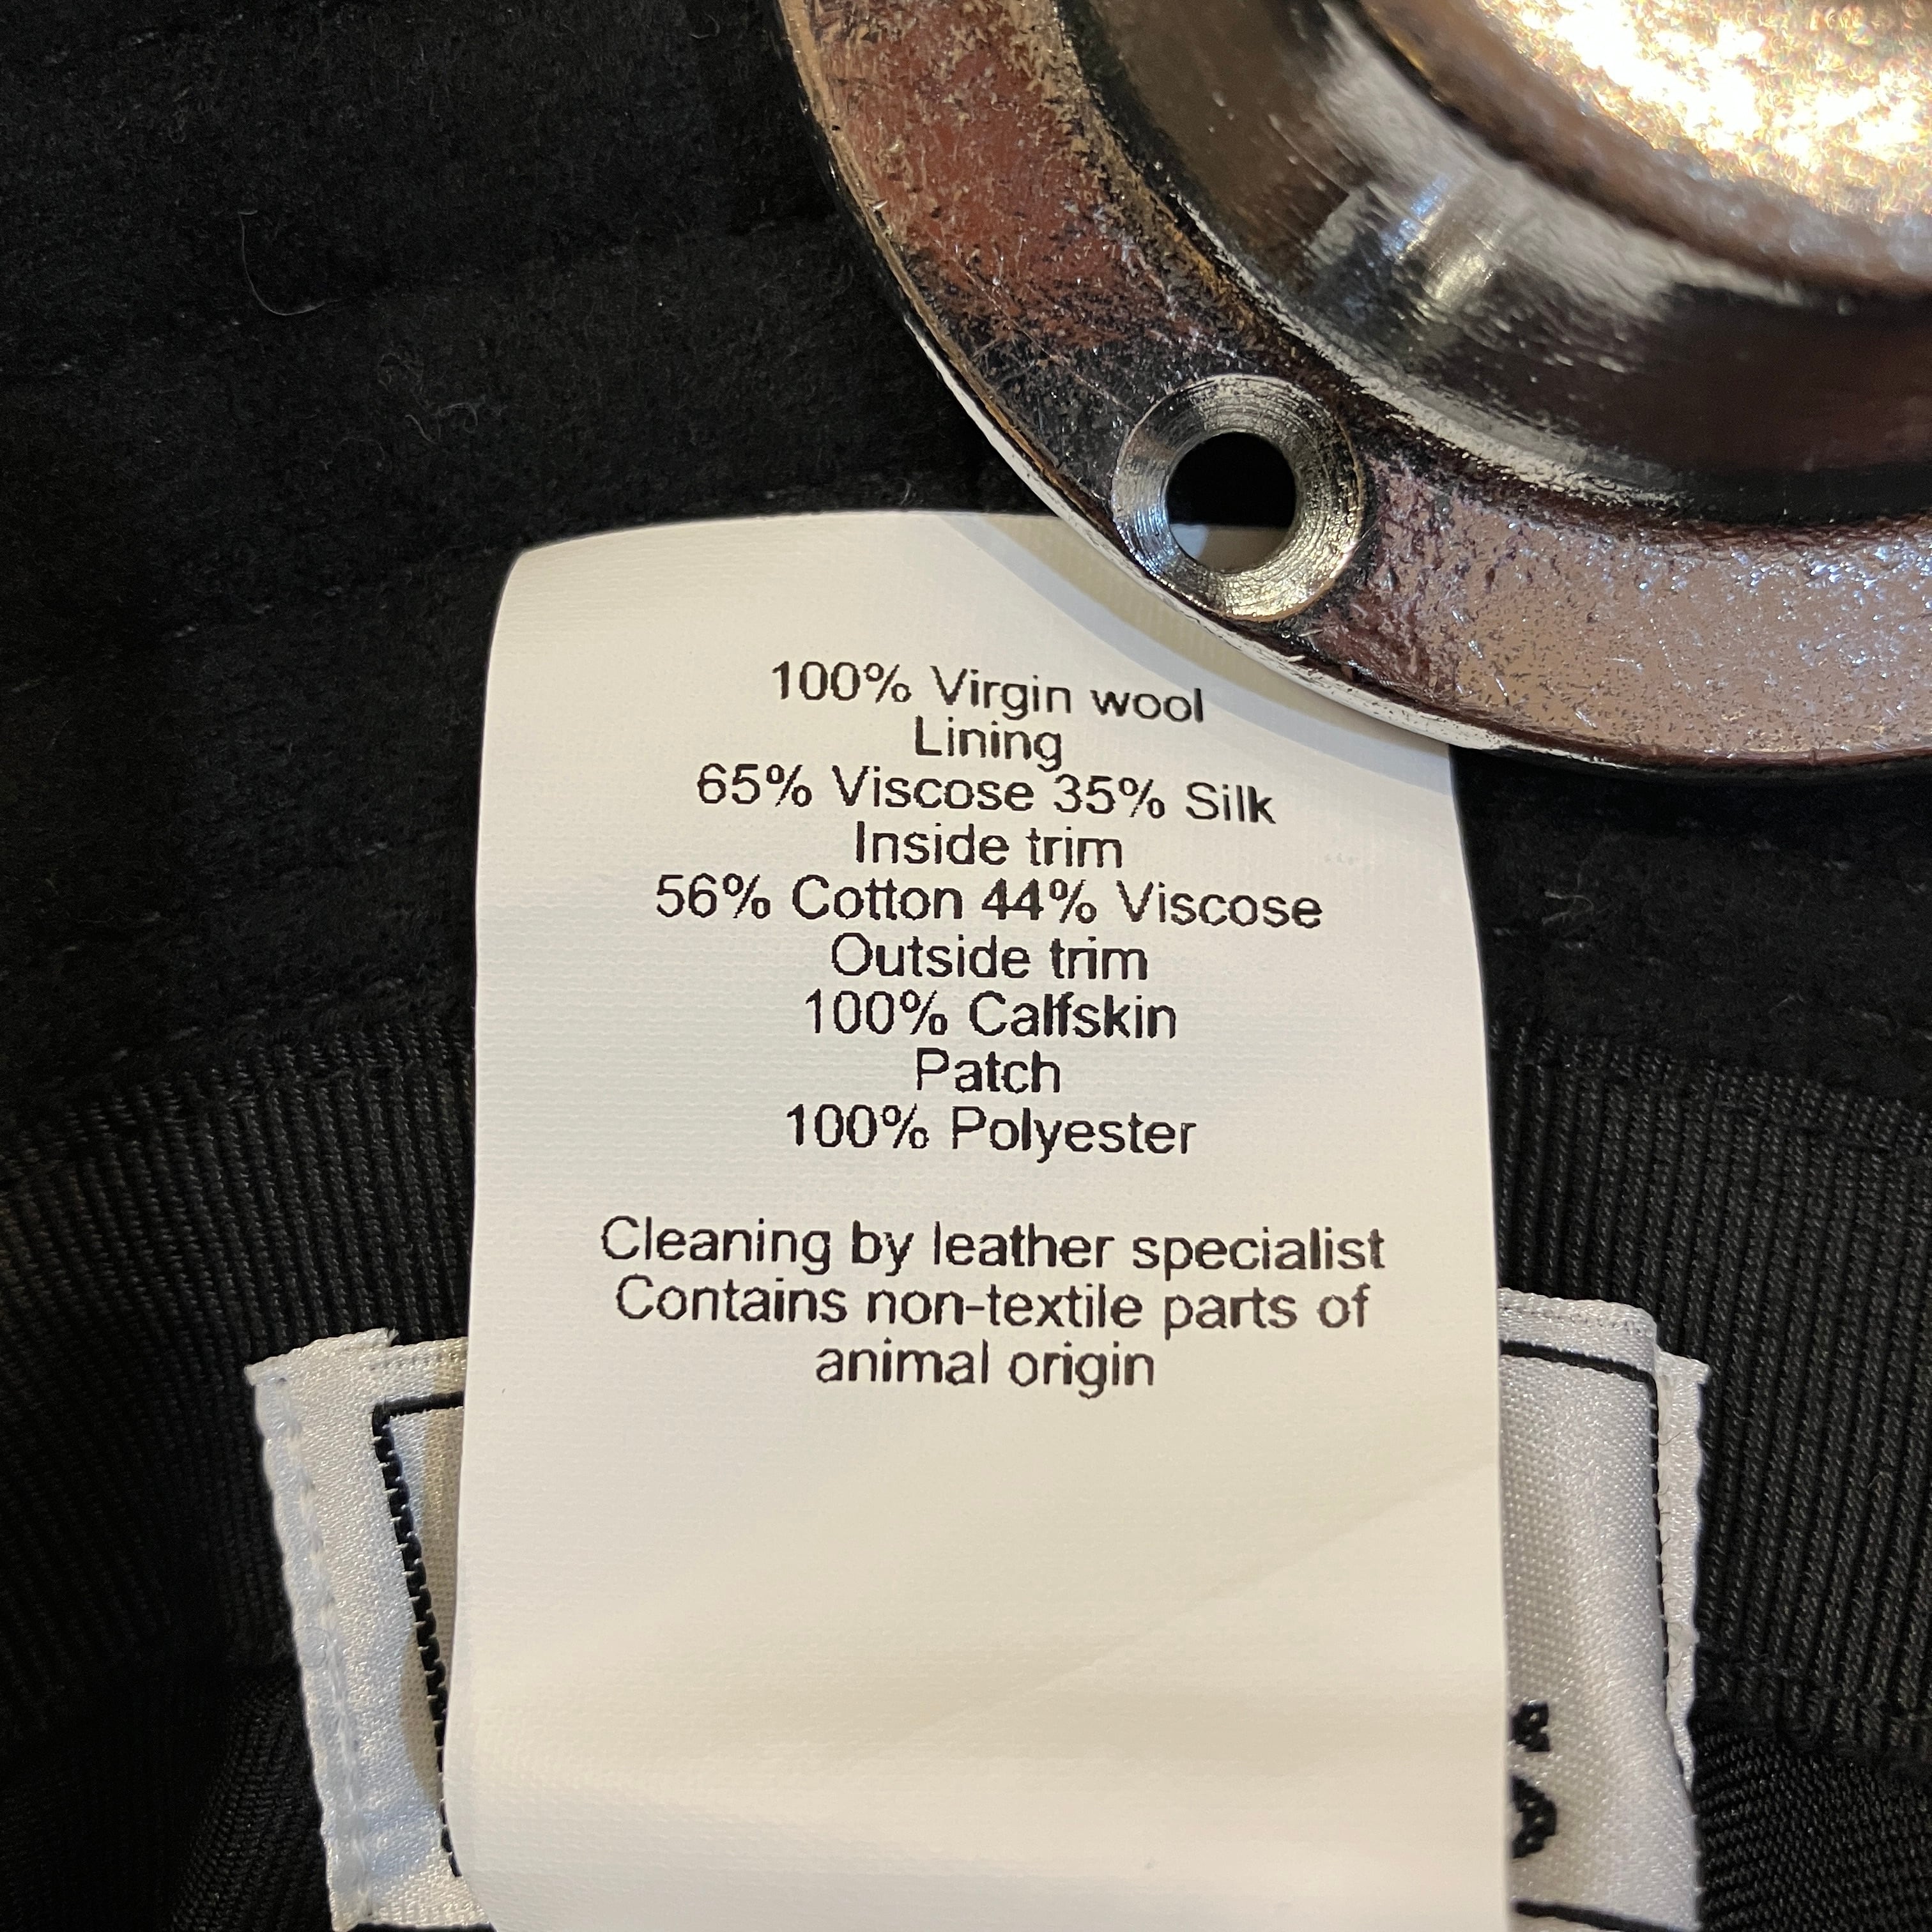 100% Virgin wool
Lining
65% Viscose 35% Silk
Inside trim
56% Cotton 44% Viscose
Outside trim
100% Calfskin
Patch
100% Polyester
Cleaning by leather specialist
Contains non-textile parts of
animal origin